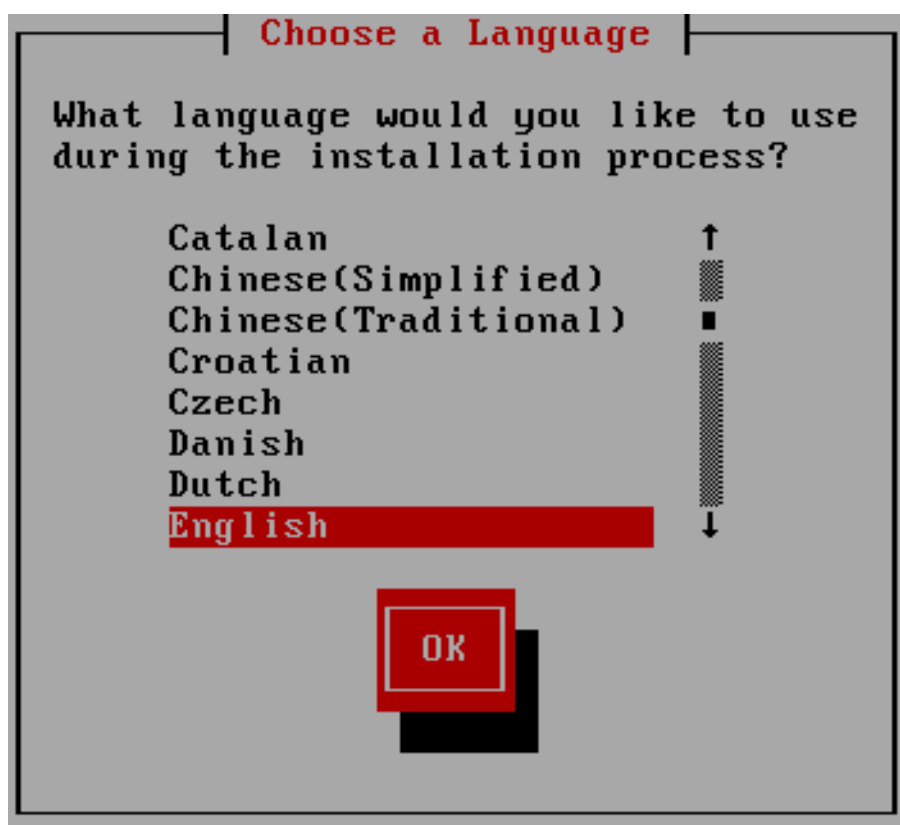 Choose a Language
What language would you like to use
during the installation process?
Catalan
Chinese(Simplified)
Chinese(Traditional)
Croatian
Czech
Danish
Dutch
English
OK